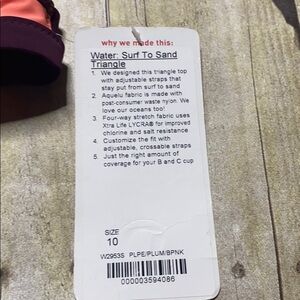 why we made this:
Water: Surf To Sand
Triangle
1. We designed this triangle top
with adjustable straps that
stay put from surf to sand
2. Aquelu fabric is made with
post-consumer waste nylon. We
love our oceans too!
3. Four-way stretch fabric uses
Xtra Life LYCRA® for improved
chlorine and salt resistance
4. Customize the fit with
adjustable, crossable straps
5. Just the right amount of
coverage for your B and C cup
SIZE
10
W2953S PLPE/PLUM/BPNK
000003594086